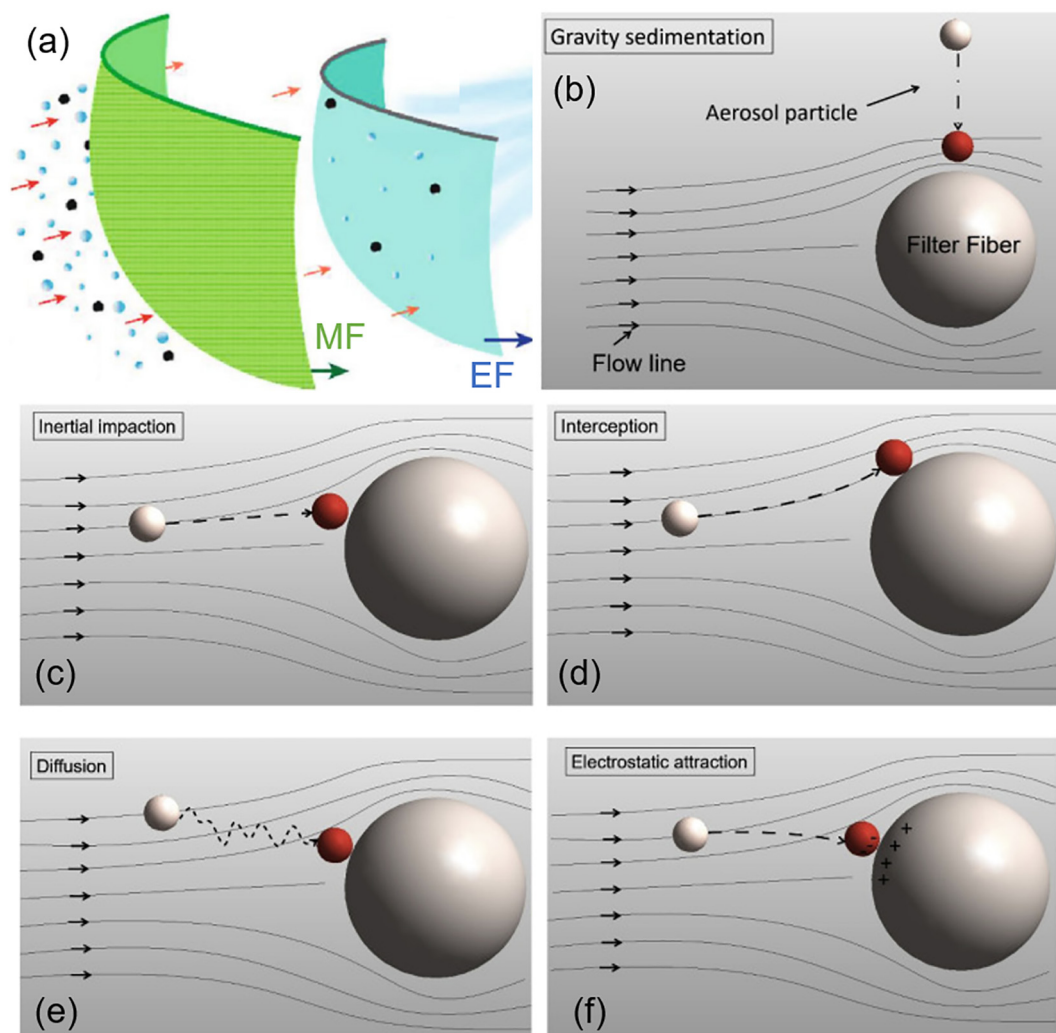 (a)
MF
EF
Gravity sedimentation
(b)
Aerosol particle
Filter Fiber
Flow line
Inertial impaction
(c)
Interception
(d)
Diffusion
(e)
Electrostatic attraction
- -
+
+
+
+
(f)